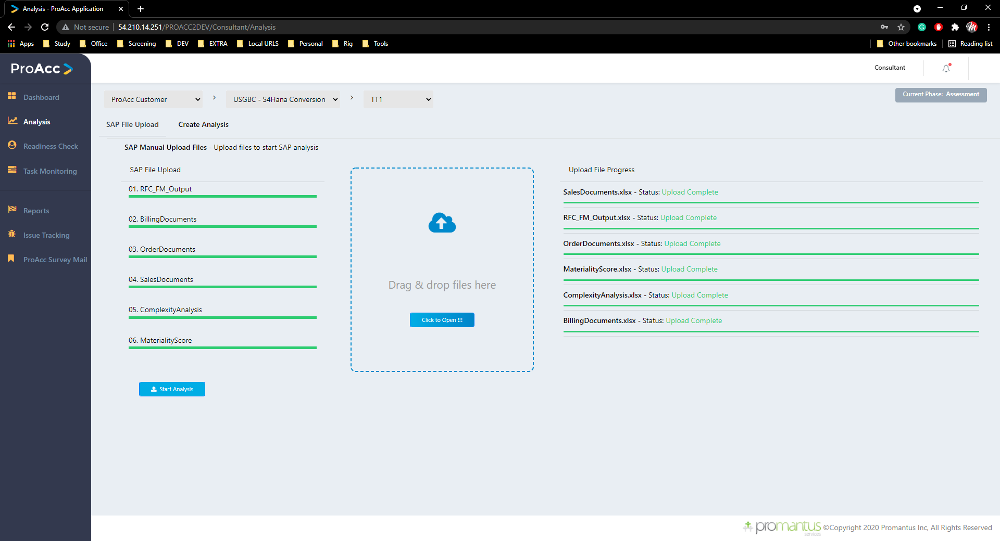 Analysis - ProAcc Application
Not secure 54.210.14.251/PROACC2DEV/Consultant/Analysis
Apps Study Office Screening DEV EXTRA Local URLS Personal Rig Tools Other bookmarks Reading list
ProAcc
Consultant
Dashboard
Analysis
Readiness Check
Task Monitoring
Reports
Issue Tracking
ProAcc Survey Mail
ProAcc Customer USGBC - S4Hana Conversion TT1
Current Phase: Assessment
SAP File Upload Create Analysis
SAP Manual Upload Files - Upload files to start SAP analysis
SAP File Upload
01. RFC_FM_Output
02. BillingDocuments
03. OrderDocuments
04. SalesDocuments
05. ComplexityAnalysis
06. MaterialityScore
Start Analysis
Drag & drop files here
Click to Open !!!
Upload File Progress
SalesDocuments.xlsx - Status: Upload Complete
RFC_FM_Output.xlsx - Status: Upload Complete
OrderDocuments.xlsx - Status: Upload Complete
MaterialityScore.xlsx - Status: Upload Complete
ComplexityAnalysis.xlsx - Status: Upload Complete
BillingDocuments.xlsx - Status: Upload Complete
promantus
services
©Copyright 2020 Promantus Inc, All Rights Reserved